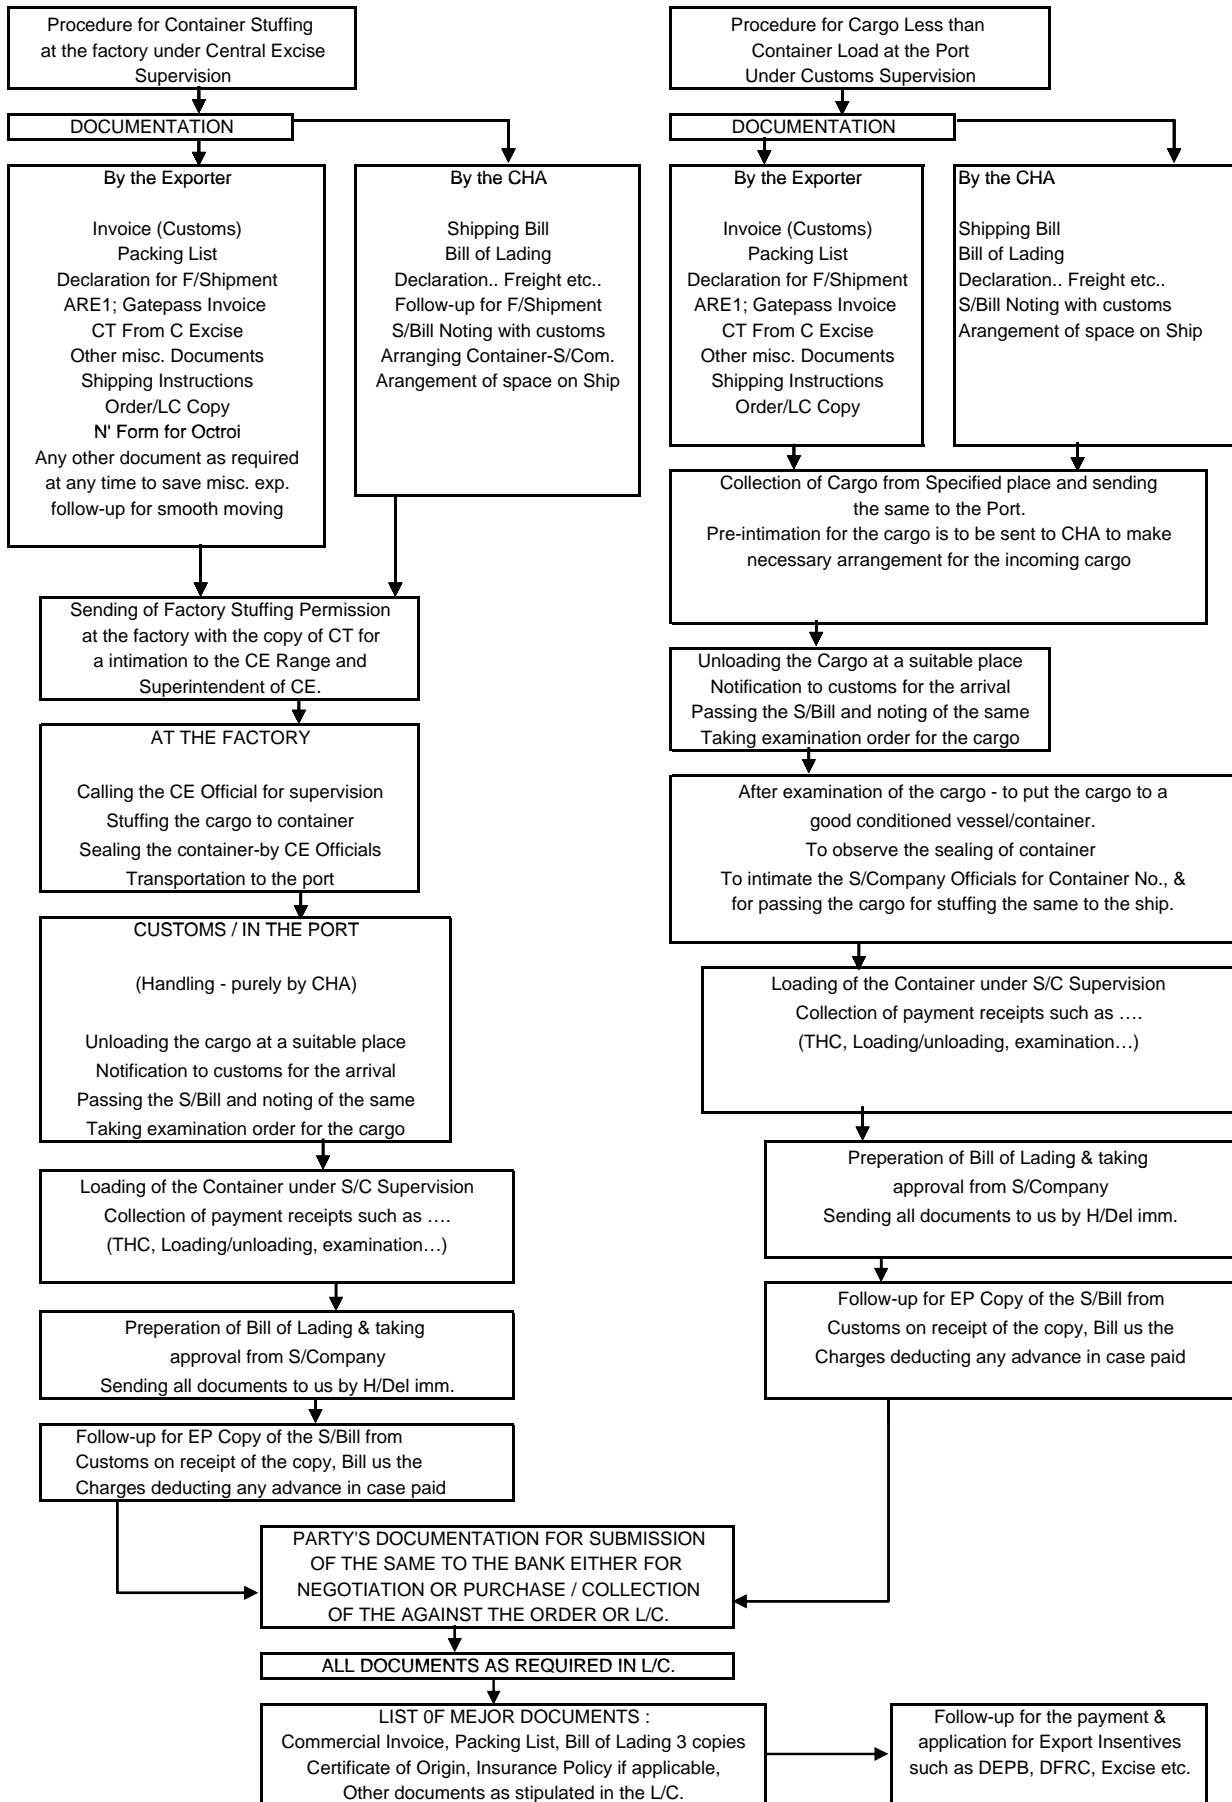 Procedure for Container Stuffing
at the factory under Central Excise
Supervision
DOCUMENTATION
By the Exporter
Invoice (Customs)
Packing List
Declaration for F/Shipment
ARE1; Gatepass Invoice
CT From C Excise
Other misc. Documents
Shipping Instructions
Order/LC Copy
N' Form for Octroi
Any other document as required
at any time to save misc. exp.
follow-up for smooth moving
By the CHA
Shipping Bill
Bill of Lading
Declaration.. Freight etc..
Follow-up for F/Shipment
S/Bill Noting with customs
Arranging Container-S/Com.
Arangement of space on Ship
Sending of Factory Stuffing Permission
at the factory with the copy of CT for
a intimation to the CE Range and
Superintendent of CE.
AT THE FACTORY
Calling the CE Official for supervision
Stuffing the cargo to container
Sealing the container-by CE Officials
Transportation to the port
CUSTOMS / IN THE PORT
(Handling - purely by CHA)
Unloading the cargo at a suitable place
Notification to customs for the arrival
Passing the S/Bill and noting of the same
Taking examination order for the cargo
Loading of the Container under S/C Supervision
Collection of payment receipts such as ….
(THC, Loading/unloading, examination…)
Preperation of Bill of Lading & taking
approval from S/Company
Sending all documents to us by H/Del imm.
Follow-up for EP Copy of the S/Bill from
Customs on receipt of the copy, Bill us the
Charges deducting any advance in case paid
Procedure for Cargo Less than
Container Load at the Port
Under Customs Supervision
DOCUMENTATION
By the Exporter
Invoice (Customs)
Packing List
Declaration for F/Shipment
ARE1; Gatepass Invoice
CT From C Excise
Other misc. Documents
Shipping Instructions
Order/LC Copy
By the CHA
Shipping Bill
Bill of Lading
Declaration.. Freight etc..
S/Bill Noting with customs
Arangement of space on Ship
Collection of Cargo from Specified place and sending
the same to the Port.
Pre-intimation for the cargo is to be sent to CHA to make
necessary arrangement for the incoming cargo
Unloading the Cargo at a suitable place
Notification to customs for the arrival
Passing the S/Bill and noting of the same
Taking examination order for the cargo
After examination of the cargo - to put the cargo to a
good conditioned vessel/container.
To observe the sealing of container
To intimate the S/Company Officials for Container No., &
for passing the cargo for stuffing the same to the ship.
Loading of the Container under S/C Supervision
Collection of payment receipts such as ….
(THC, Loading/unloading, examination…)
Preperation of Bill of Lading & taking
approval from S/Company
Sending all documents to us by H/Del imm.
Follow-up for EP Copy of the S/Bill from
Customs on receipt of the copy, Bill us the
Charges deducting any advance in case paid
PARTY'S DOCUMENTATION FOR SUBMISSION
OF THE SAME TO THE BANK EITHER FOR
NEGOTIATION OR PURCHASE / COLLECTION
OF THE AGAINST THE ORDER OR L/C.
ALL DOCUMENTS AS REQUIRED IN L/C.
LIST 0F MEJOR DOCUMENTS :
Commercial Invoice, Packing List, Bill of Lading 3 copies
Certificate of Origin, Insurance Policy if applicable,
Other documents as stipulated in the L/C.
Follow-up for the payment &
application for Export Insentives
such as DEPB, DFRC, Excise etc.